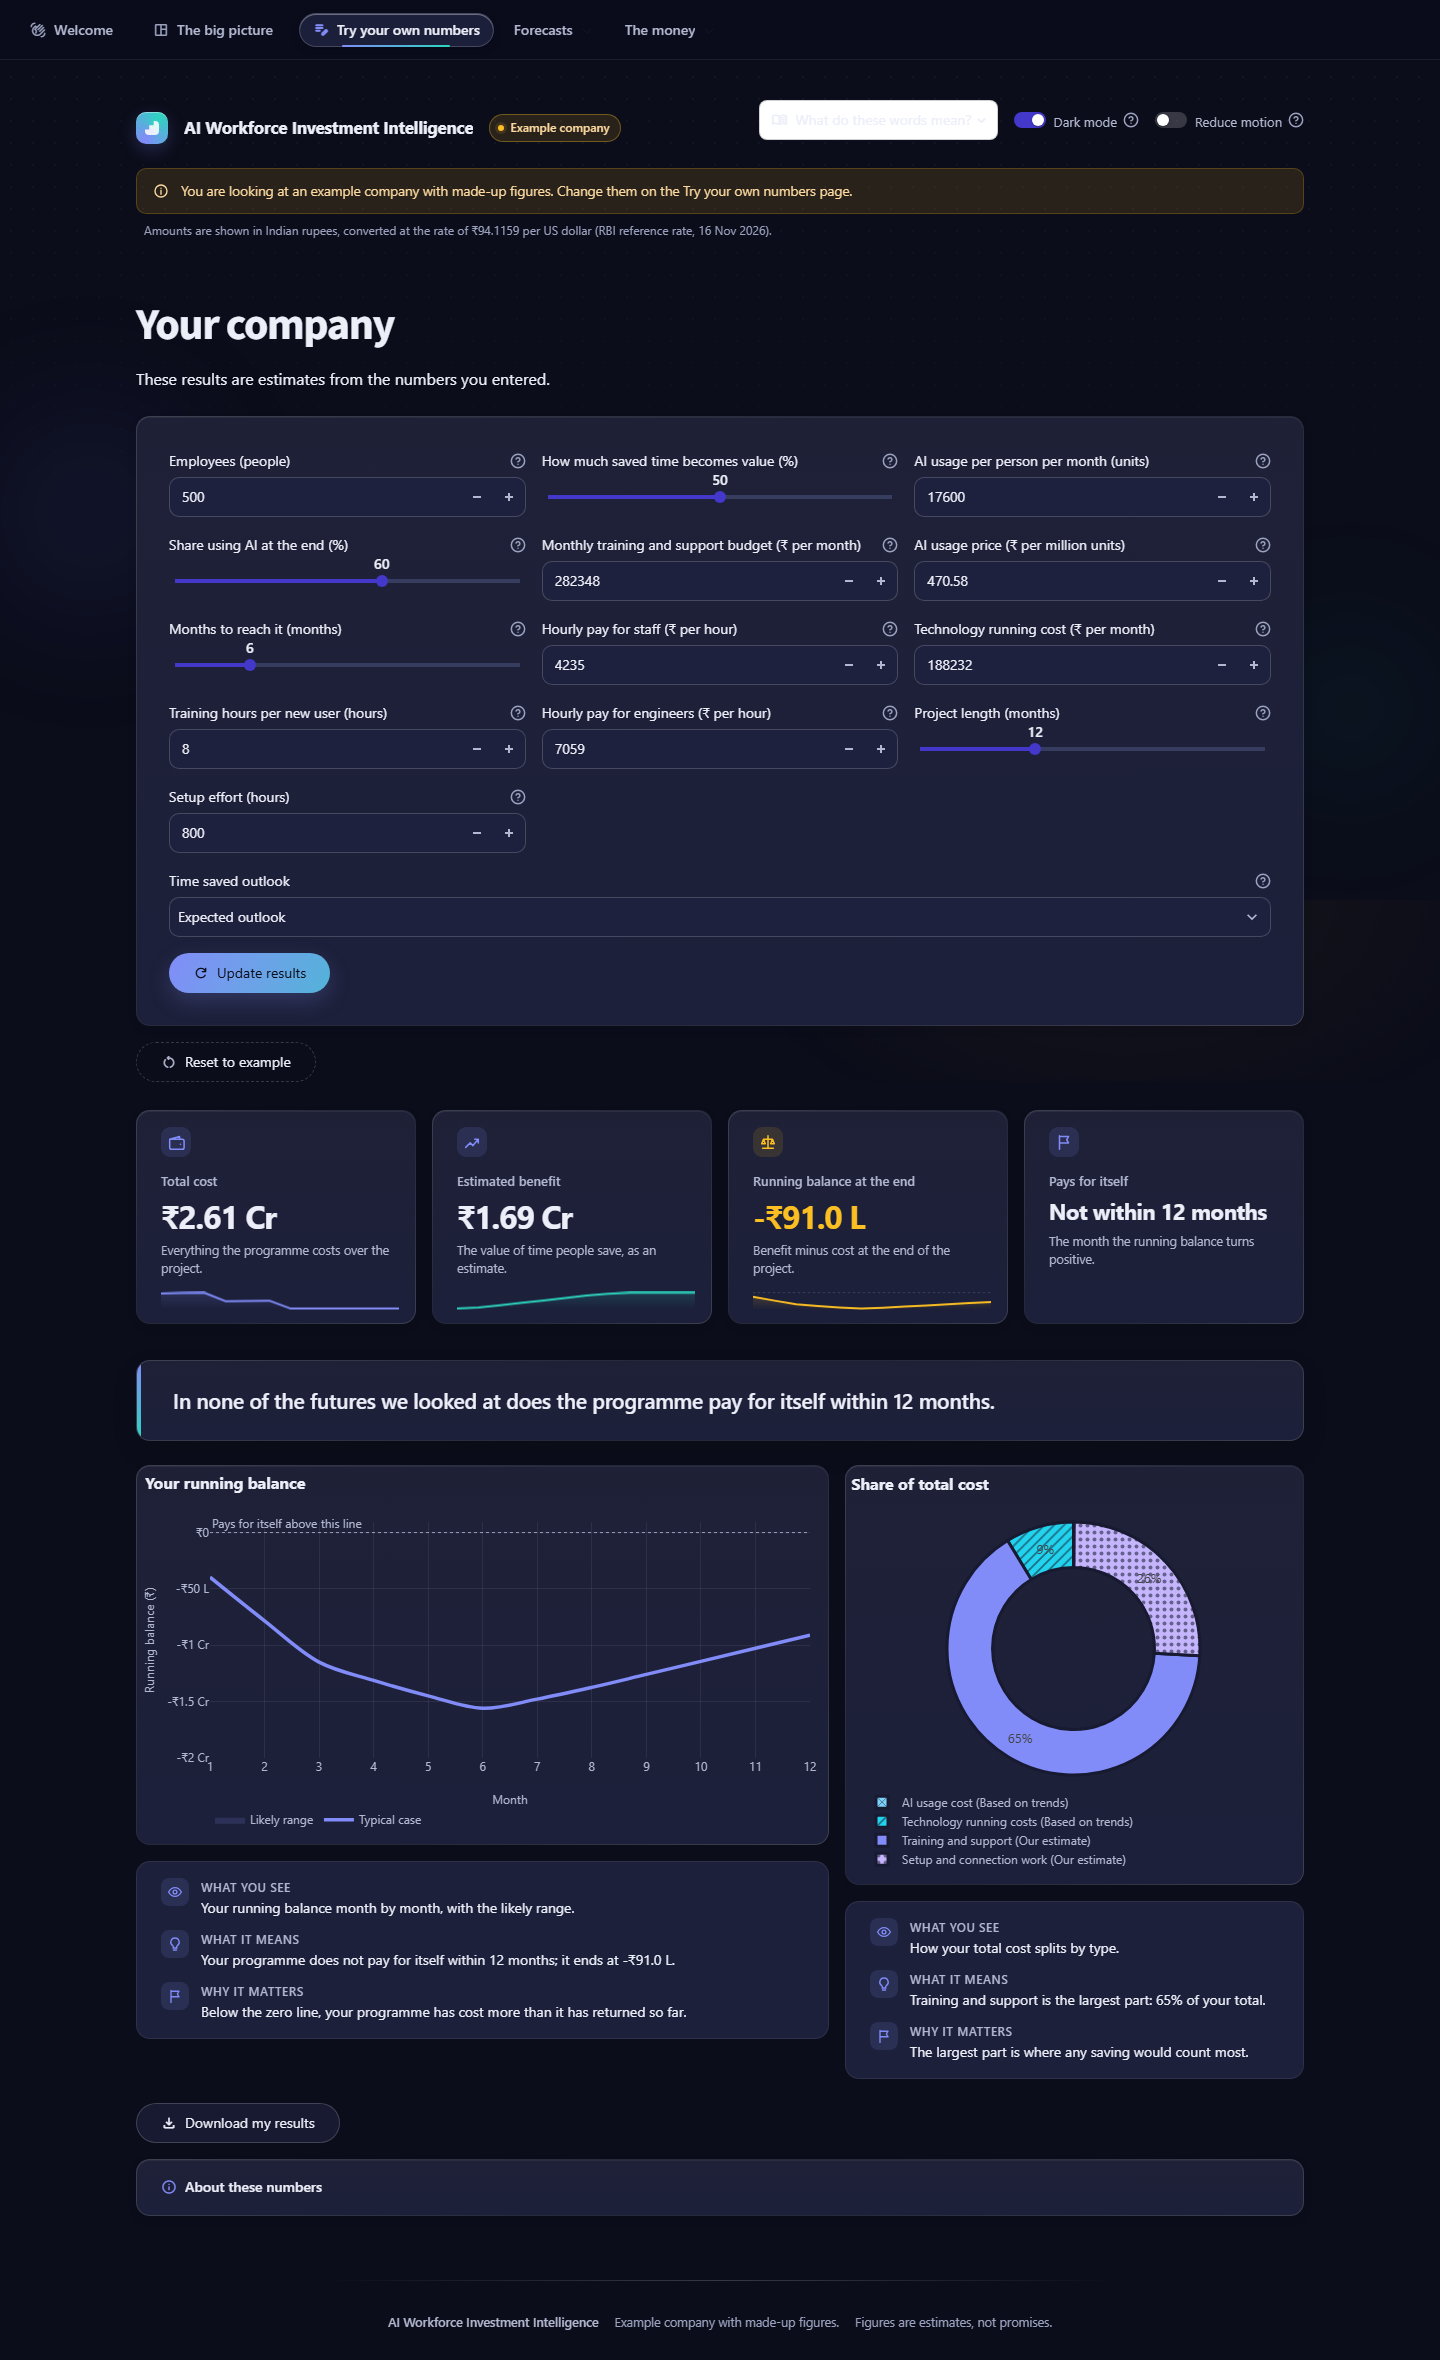 Welcome
The big picture
Try your own numbers
Forecasts
The money
AI Workforce Investment Intelligence
Example company
What do these words mean?
Dark mode
Reduce motion
You are looking at an example company with made-up figures. Change them on the Try your own numbers page.
Amounts are shown in Indian rupees, converted at the rate of ₹94.1159 per US dollar (RBI reference rate, 16 Nov 2026).
Your company
These results are estimates from the numbers you entered.
Employees (people)
500
How much saved time becomes value (%)
50
AI usage per person per month (units)
17600
Share using AI at the end (%)
60
Monthly training and support budget (₹ per month)
282348
AI usage price (₹ per million units)
470.58
Months to reach it (months)
6
Hourly pay for staff (₹ per hour)
4235
Technology running cost (₹ per month)
188232
Training hours per new user (hours)
8
Hourly pay for engineers (₹ per hour)
7059
Project length (months)
12
Setup effort (hours)
800
Time saved outlook
Expected outlook
Update results
Reset to example
Total cost
₹2.61 Cr
Everything the programme costs over the
project.
Estimated benefit
₹1.69 Cr
The value of time people save, as an
estimate.
Running balance at the end
-₹91.0 L
Benefit minus cost at the end of the
project.
Pays for itself
Not within 12 months
The month the running balance turns
positive.
In none of the futures we looked at does the programme pay for itself within 12 months.
Your running balance
Pays for itself above this line
₹0
-₹50 L
-₹1 Cr
-₹1.5 Cr
-₹2 Cr
Running balance (₹)
1 2 3 4 5 6 7 8 9 10 11 12
Month
Likely range
Typical case
Share of total cost
9%
26%
65%
AI usage cost (Based on trends)
Technology running costs (Based on trends)
Training and support (Our estimate)
Setup and connection work (Our estimate)
WHAT YOU SEE
Your running balance month by month, with the likely range.
WHAT IT MEANS
Your programme does not pay for itself within 12 months; it ends at -₹91.0 L.
WHY IT MATTERS
Below the zero line, your programme has cost more than it has returned so far.
WHAT YOU SEE
How your total cost splits by type.
WHAT IT MEANS
Training and support is the largest part: 65% of your total.
WHY IT MATTERS
The largest part is where any saving would count most.
Download my results
About these numbers
AI Workforce Investment Intelligence
Example company with made-up figures.
Figures are estimates, not promises.